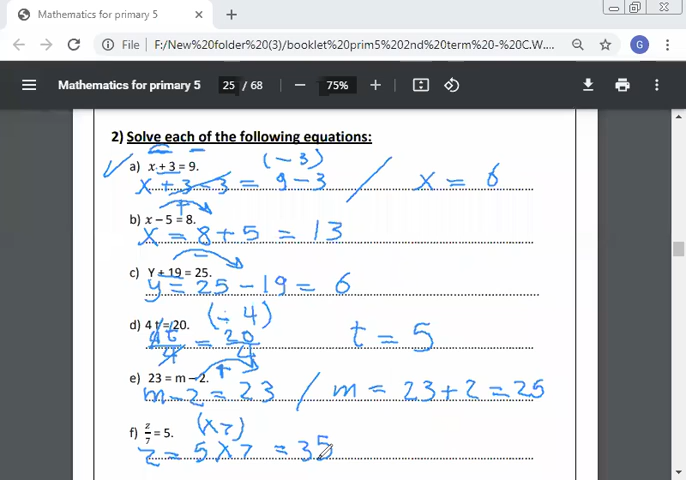 Mathematics for primary 5
File F:/New%20folder%20(3)/booklet%20prim5%202nd%20term%20-%20C.W....
G
Mathematics for primary 5 25 / 68 75%
2) Solve each of the following equations:
(- 3)
a) x + 3 = 9.
x + 3 - 3 = 9 - 3 / x = 6
+
b) x – 5 = 8.
x = 8 + 5 = 13
-
c) Y + 19 = 25.
y = 25 - 19 = 6
d) 4 t = 20. (÷ 4)
4t/4 = 20/4 t = 5
e) 23 = m – 2. +
m - 2 = 23 / m = 23 + 2 = 25
f) z/7 = 5. (x 7)
z = 5 x 7 = 35